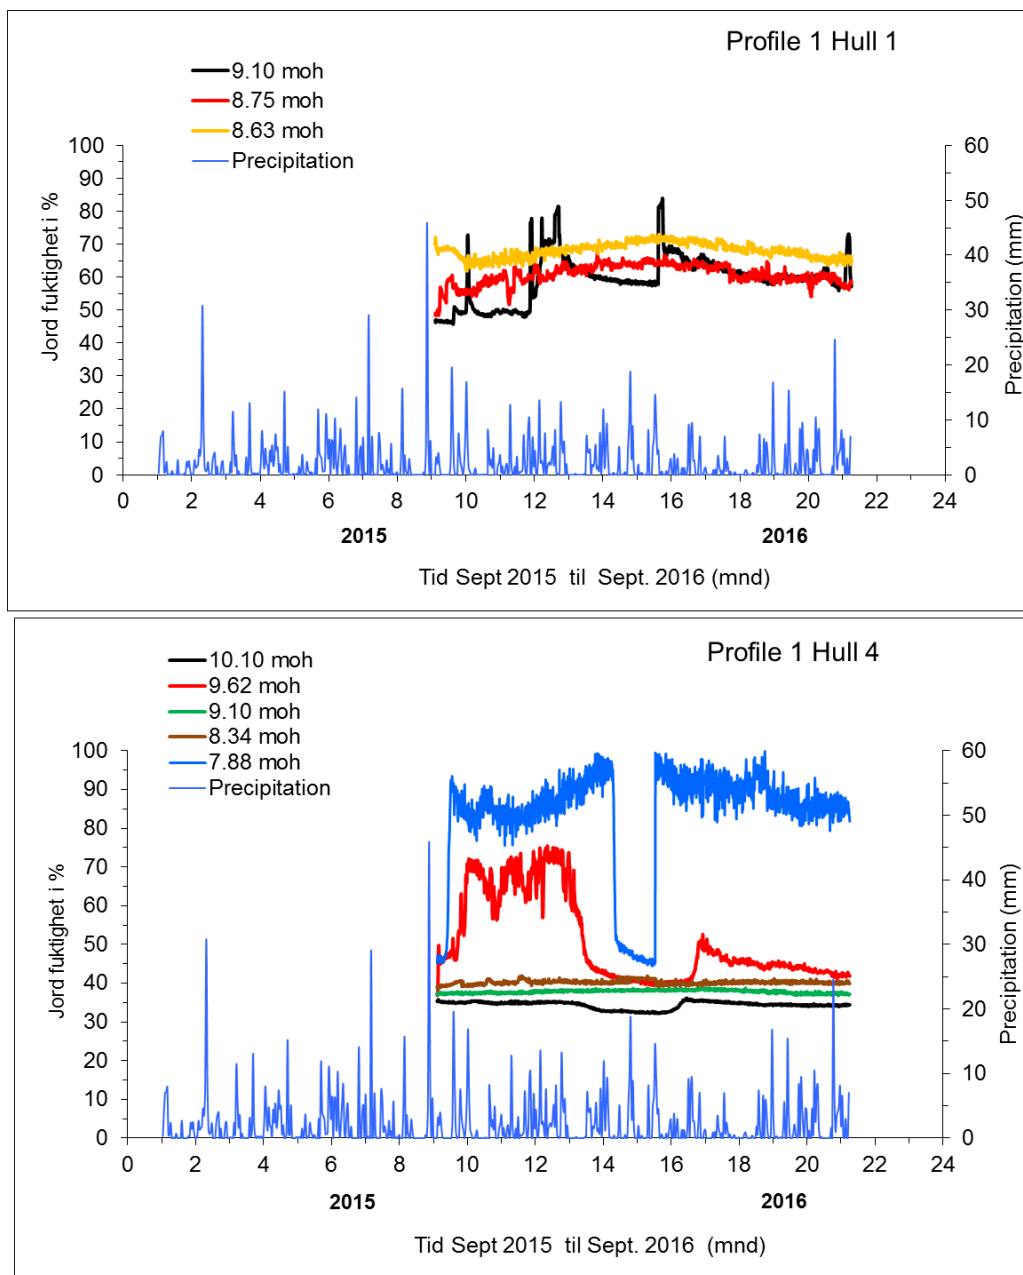 Profile 1 Hull 1
9.10 moh
8.75 moh
8.63 moh
Precipitation
100
90
80
70
60
50
40
30
20
10
0
Jord fuktighet i %
60
50
40
30
20
10
0
Precipitation (mm)
0 2 4 6 8 10 12 14 16 18 20 22 24
2015 2016
Tid Sept 2015 til Sept. 2016 (mnd)
Profile 1 Hull 4
10.10 moh
9.62 moh
9.10 moh
8.34 moh
7.88 moh
Precipitation
100
90
80
70
60
50
40
30
20
10
0
Jord fuktighet i %
60
50
40
30
20
10
0
Precipitation (mm)
0 2 4 6 8 10 12 14 16 18 20 22 24
2015 2016
Tid Sept 2015 til Sept. 2016 (mnd)